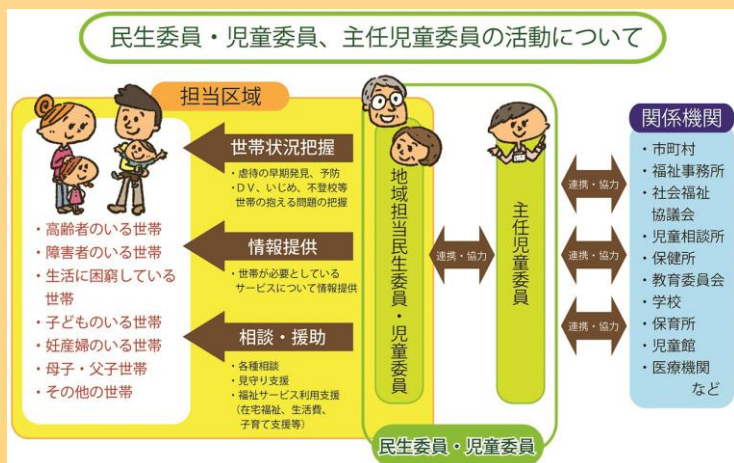 民生委員・児童委員、主任児童委員の活動について
担当区域
・高齢者のいる世帯
・障害者のいる世帯
・生活に困窮している
世帯
・子どものいる世帯
・妊産婦のいる世帯
・母子・父子世帯
・その他の世帯
世帯状況把握
・虐待の早期発見、予防
・DV、いじめ、不登校等
世帯の抱える問題の把握
情報提供
・世帯が必要としている
サービスについて情報提供
相談・援助
・各種相談
・見守り支援
・福祉サービス利用支援
（在宅福祉、生活費、
子育て支援等）
地域担当民生委員・児童委員
連携・協力
主任児童委員
民生委員・児童委員
連携・協力
連携・協力
連携・協力
関係機関
・市町村
・福祉事務所
・社会福祉
協議会
・児童相談所
・保健所
・教育委員会
・学校
・保育所
・児童館
・医療機関
など